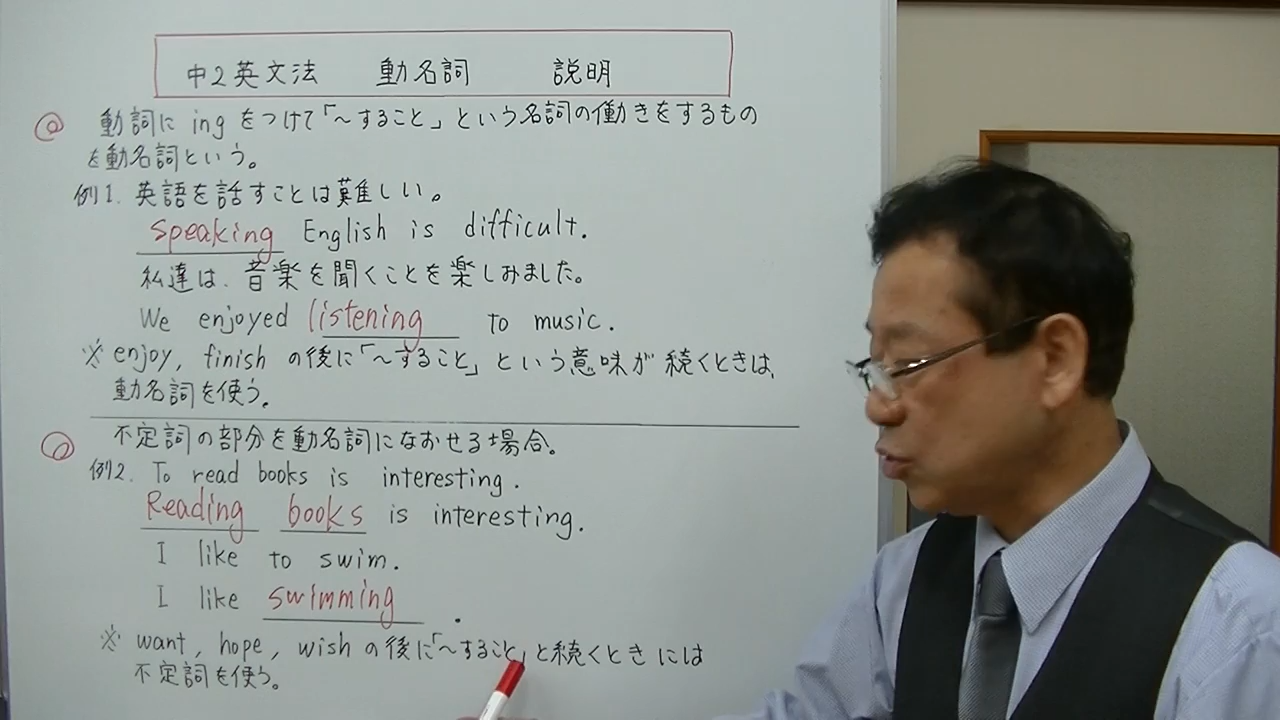 中2英文法 動名詞 説明
◎ 動詞に ing をつけて「～すること」という名詞の働きをするもの
を動名詞という。
例1. 英語を話すことは難しい。
Speaking English is difficult.
私達は、音楽を聞くことを楽しみました。
We enjoyed listening to music.
※ enjoy, finish の後に「～すること」という意味が続くときは、
動名詞を使う。
◎ 不定詞の部分を動名詞になおせる場合。
例2. To read books is interesting.
Reading books is interesting.
I like to swim.
I like swimming.
※ want, hope, wish の後に「～すること」と続くときには
不定詞を使う。